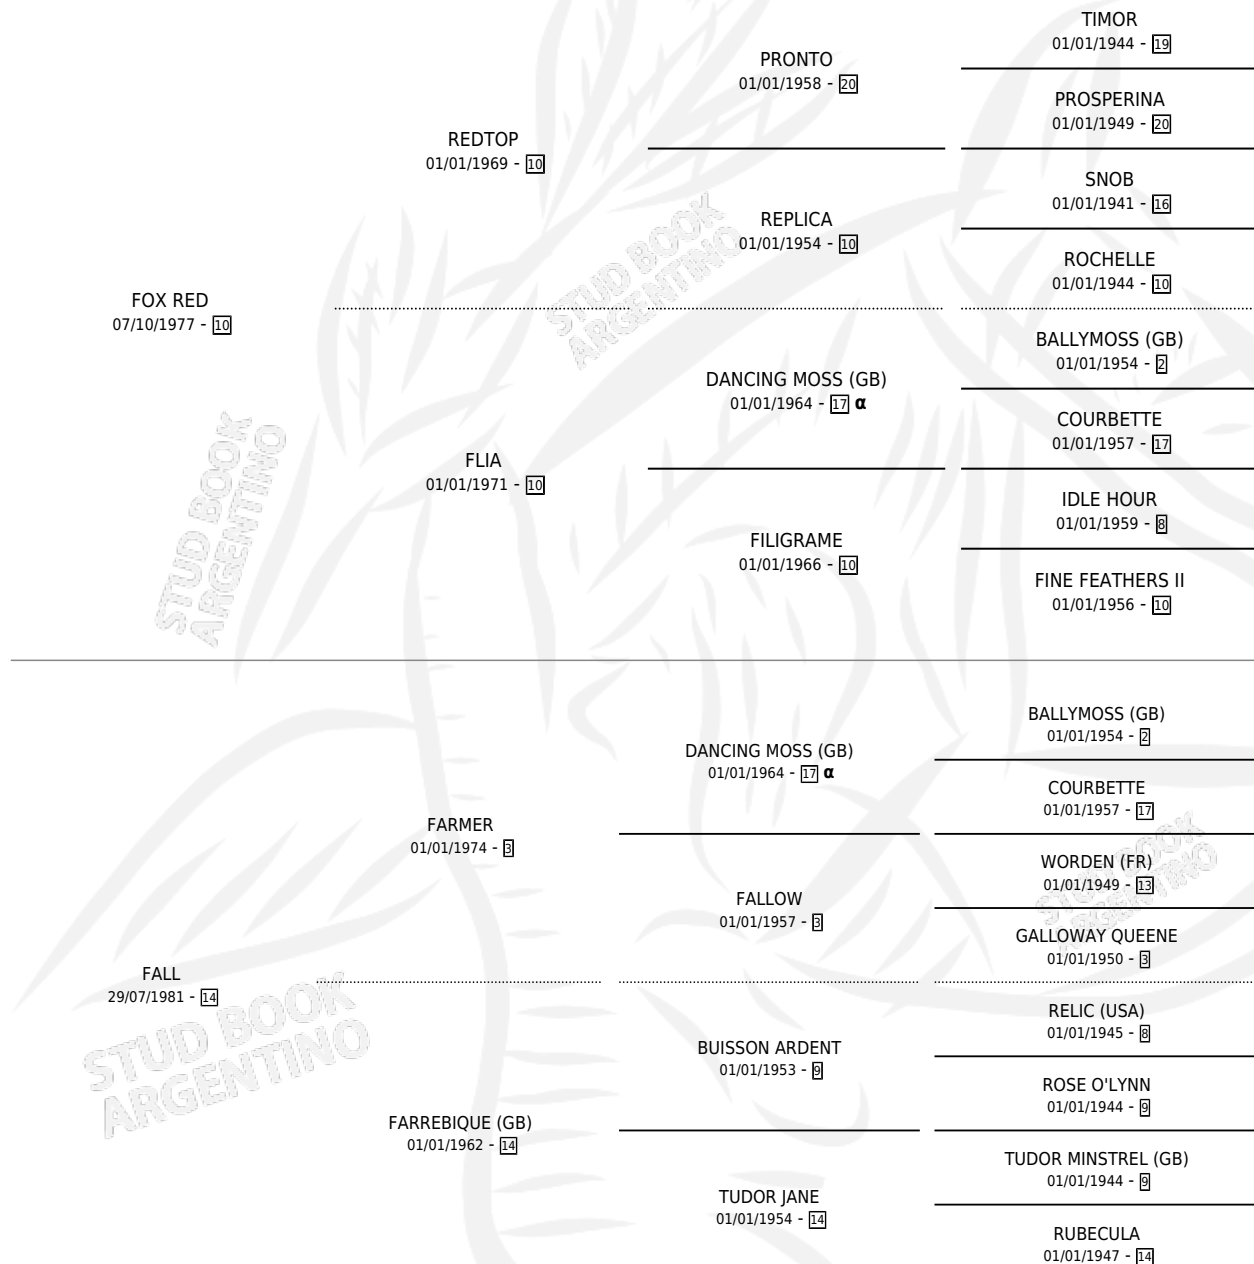 TIMOR
01/01/1944 - 19
PRONTO
01/01/1958 - 20
PROSPERINA
01/01/1949 - 20
REDTOP
01/01/1969 - 10
SNOB
01/01/1941 - 16
REPLICA
01/01/1954 - 10
ROCHELLE
01/01/1944 - 10
FOX RED
07/10/1977 - 10
BALLYMOSS (GB)
01/01/1954 - 2
DANCING MOSS (GB)
01/01/1964 - 17 α
COURBETTE
01/01/1957 - 17
FLIA
01/01/1971 - 10
IDLE HOUR
01/01/1959 - 8
FILIGRAME
01/01/1966 - 10
FINE FEATHERS II
01/01/1956 - 10
BALLYMOSS (GB)
01/01/1954 - 2
DANCING MOSS (GB)
01/01/1964 - 17 α
COURBETTE
01/01/1957 - 17
FARMER
01/01/1974 - 3
WORDEN (FR)
01/01/1949 - 13
FALLOW
01/01/1957 - 3
GALLOWAY QUEENE
01/01/1950 - 3
FALL
29/07/1981 - 14
RELIC (USA)
01/01/1945 - 8
BUISSON ARDENT
01/01/1953 - 9
ROSE O'LYNN
01/01/1944 - 9
FARREBIQUE (GB)
01/01/1962 - 14
TUDOR MINSTREL (GB)
01/01/1944 - 9
TUDOR JANE
01/01/1954 - 14
RUBECULA
01/01/1947 - 14
STUD BOOK
ARGENTINO
STUD BOOK
ARGENTINO
STUD BOOK
ARGENTINO
STUD BOOK
ARGENTINO